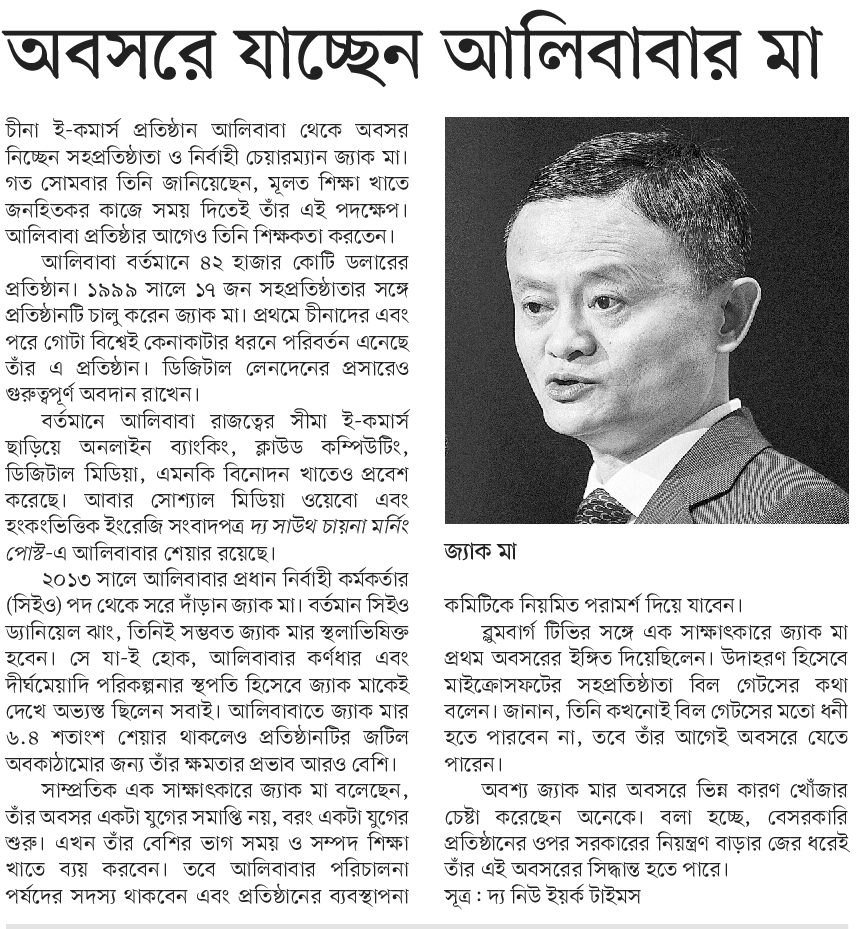 অবসরে যাচ্ছেন আলিবাবার মা
চীনা ই-কমার্স প্রতিষ্ঠান আলিবাবা থেকে অবসর
নিচ্ছেন সহপ্রতিষ্ঠাতা ও নির্বাহী চেয়ারম্যান জ্যাক মা।
গত সোমবার তিনি জানিয়েছেন, মূলত শিক্ষা খাতে
জনহিতকর কাজে সময় দিতেই তাঁর এই পদক্ষেপ।
আলিবাবা প্রতিষ্ঠার আগেও তিনি শিক্ষকতা করতেন।
আলিবাবা বর্তমানে ৪২ হাজার কোটি ডলারের
প্রতিষ্ঠান। ১৯৯৯ সালে ১৭ জন সহপ্রতিষ্ঠাতার সঙ্গে
প্রতিষ্ঠানটি চালু করেন জ্যাক মা। প্রথমে চীনাদের এবং
পরে গোটা বিশ্বেই কেনাকাটার ধরনে পরিবর্তন এনেছে
তাঁর এ প্রতিষ্ঠান। ডিজিটাল লেনদেনের প্রসারেও
গুরুত্বপূর্ণ অবদান রাখেন।
বর্তমানে আলিবাবা রাজত্বের সীমা ই-কমার্স
ছাড়িয়ে অনলাইন ব্যাংকিং, ক্লাউড কম্পিউটিং,
ডিজিটাল মিডিয়া, এমনকি বিনোদন খাতেও প্রবেশ
করেছে। আবার সোশ্যাল মিডিয়া ওয়েবো এবং
হংকংভিত্তিক ইংরেজি সংবাদপত্র দ্য সাউথ চায়না মর্নিং
পোস্ট-এ আলিবাবার শেয়ার রয়েছে।
২০১৩ সালে আলিবাবার প্রধান নির্বাহী কর্মকর্তার
(সিইও) পদ থেকে সরে দাঁড়ান জ্যাক মা। বর্তমান সিইও
ড্যানিয়েল ঝাং, তিনিই সম্ভবত জ্যাক মার স্থলাভিষিক্ত
হবেন। সে যা-ই হোক, আলিবাবার কর্ণধার এবং
দীর্ঘমেয়াদি পরিকল্পনার স্থপতি হিসেবে জ্যাক মাকেই
দেখে অভ্যস্ত ছিলেন সবাই। আলিবাবাতে জ্যাক মার
৬.৪ শতাংশ শেয়ার থাকলেও প্রতিষ্ঠানটির জটিল
অবকাঠামোর জন্য তাঁর ক্ষমতার প্রভাব আরও বেশি।
সাম্প্রতিক এক সাক্ষাৎকারে জ্যাক মা বলেছেন,
তাঁর অবসর একটা যুগের সমাপ্তি নয়, বরং একটা যুগের
শুরু। এখন তাঁর বেশির ভাগ সময় ও সম্পদ শিক্ষা
খাতে ব্যয় করবেন। তবে আলিবাবার পরিচালনা
পর্ষদের সদস্য থাকবেন এবং প্রতিষ্ঠানের ব্যবস্থাপনা
জ্যাক মা
কমিটিকে নিয়মিত পরামর্শ দিয়ে যাবেন।
ব্লুমবার্গ টিভির সঙ্গে এক সাক্ষাৎকারে জ্যাক মা
প্রথম অবসরের ইঙ্গিত দিয়েছিলেন। উদাহরণ হিসেবে
মাইক্রোসফটের সহপ্রতিষ্ঠাতা বিল গেটসের কথা
বলেন। জানান, তিনি কখনোই বিল গেটসের মতো ধনী
হতে পারবেন না, তবে তাঁর আগেই অবসরে যেতে
পারেন।
অবশ্য জ্যাক মার অবসরে ভিন্ন কারণ খোঁজার
চেষ্টা করেছেন অনেকে। বলা হচ্ছে, বেসরকারি
প্রতিষ্ঠানের ওপর সরকারের নিয়ন্ত্রণ বাড়ার জের ধরেই
তাঁর এই অবসরের সিদ্ধান্ত হতে পারে।
সূত্র : দ্য নিউ ইয়র্ক টাইমস